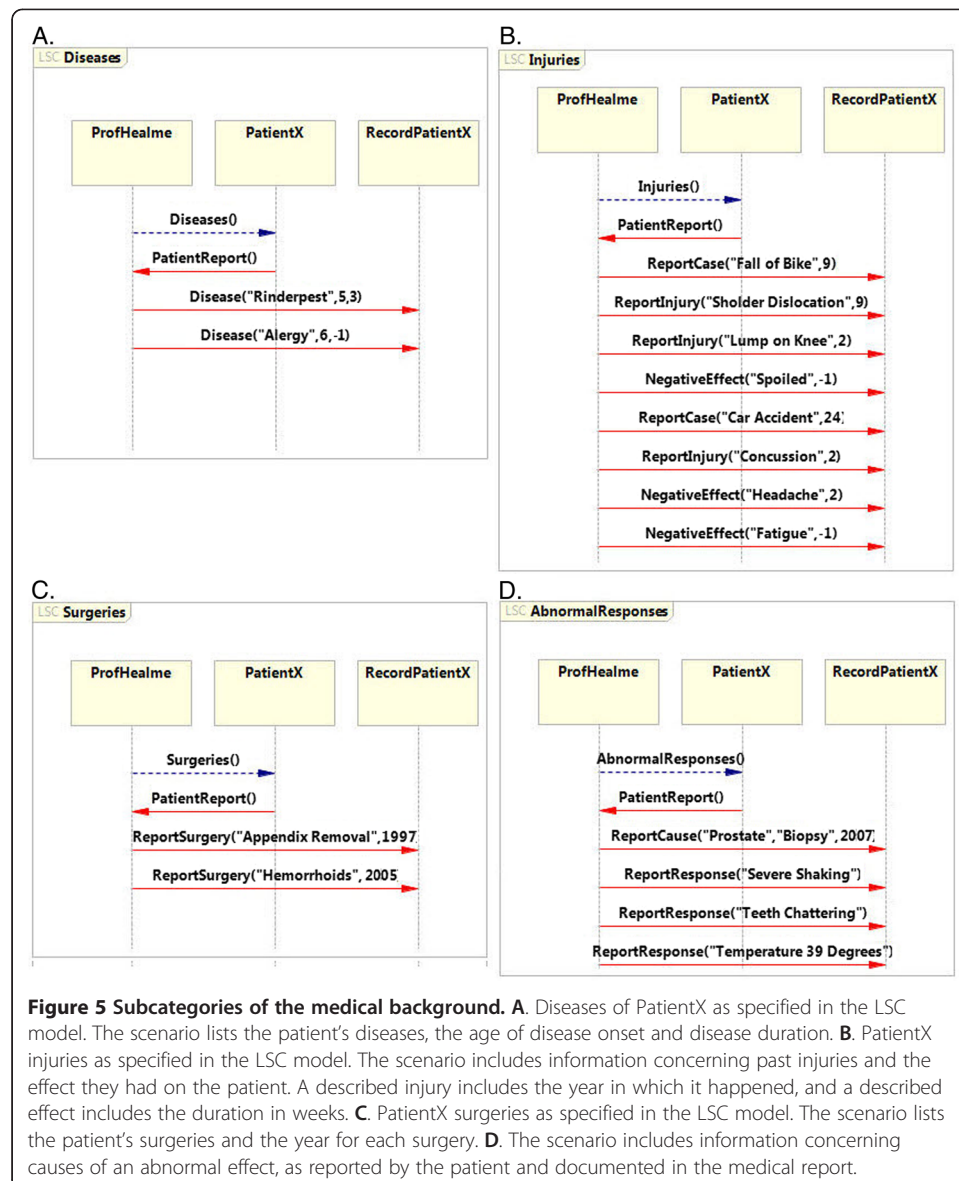 A.
LSC Diseases
ProfHealme PatientX RecordPatientX
Diseases()
PatientReport()
Disease("Rinderpest",5,3)
Disease("Alergy",6,-1)
B.
LSC Injuries
ProfHealme PatientX RecordPatientX
Injuries()
PatientReport()
ReportCase("Fall of Bike",9)
ReportInjury("Sholder Dislocation",9)
ReportInjury("Lump on Knee",2)
NegativeEffect("Spoiled",-1)
ReportCase("Car Accident",24)
ReportInjury("Concussion",2)
NegativeEffect("Headache",2)
NegativeEffect("Fatigue",-1)
C.
LSC Surgeries
ProfHealme PatientX RecordPatientX
Surgeries()
PatientReport()
ReportSurgery("Appendix Removal",1997)
ReportSurgery("Hemorrhoids", 2005)
D.
LSC AbnormalResponses
ProfHealme PatientX RecordPatientX
AbnormalResponses()
PatientReport()
ReportCause("Prostate","Biopsy",2007)
ReportResponse("Severe Shaking")
ReportResponse("Teeth Chattering")
ReportResponse("Temperature 39 Degrees")
Figure 5 Subcategories of the medical background. A. Diseases of PatientX as specified in the LSC
model. The scenario lists the patient's diseases, the age of disease onset and disease duration. B. PatientX
injuries as specified in the LSC model. The scenario includes information concerning past injuries and the
effect they had on the patient. A described injury includes the year in which it happened, and a described
effect includes the duration in weeks. C. PatientX surgeries as specified in the LSC model. The scenario lists
the patient's surgeries and the year for each surgery. D. The scenario includes information concerning
causes of an abnormal effect, as reported by the patient and documented in the medical report.